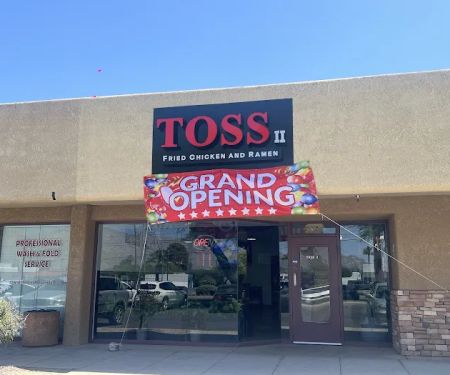 TOSS II
FRIED CHICKEN AND RAMEN
GRAND
OPENING
OPEN
PROFESSIONAL
WASH & FOLD
SERVICE